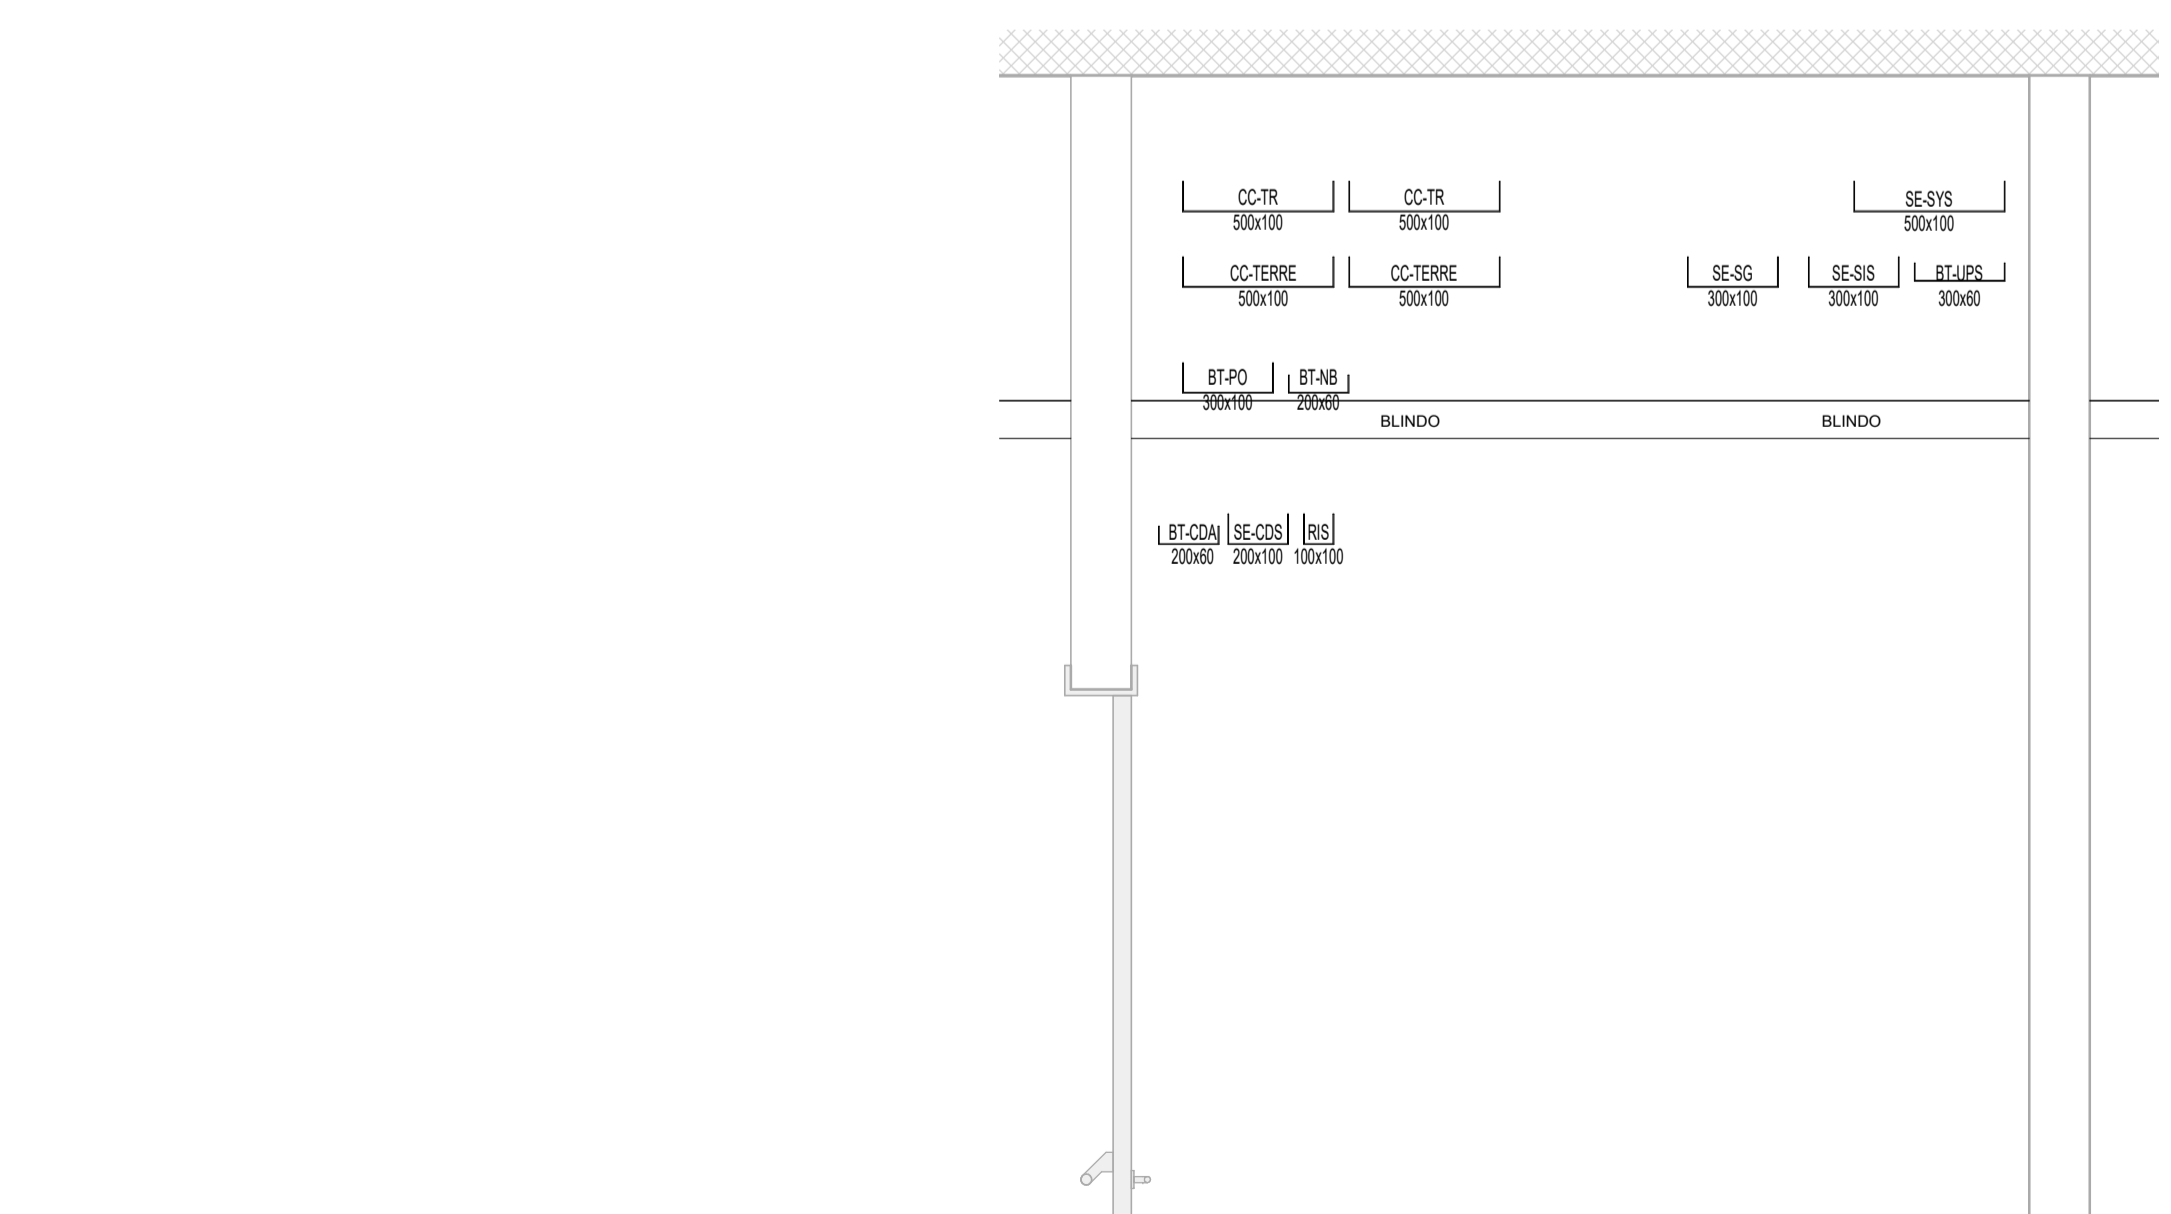 CC-TR
500x100
CC-TR
500x100
SE-SYS
500x100
CC-TERRE
500x100
CC-TERRE
500x100
SE-SG
300x100
SE-SIS
300x100
BT-UPS
300x60
BT-PO
300x100
BT-NB
200x60
BLINDO
BLINDO
BT-CDA
200x60
SE-CDS
200x100
RIS
100x100